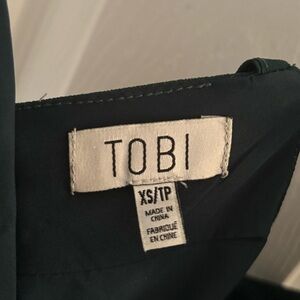 TOBI
XS/TP
MADE IN
CHINA
FABRIQUÉ
EN CHINE